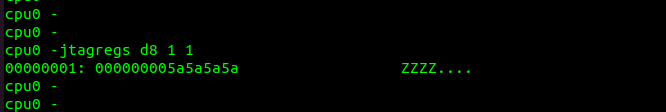 cpu0 -
cpu0 -
cpu0 -jtagregs d8 1 1
00000001: 000000005a5a5a5a ZZZZ....
cpu0 -
cpu0 -